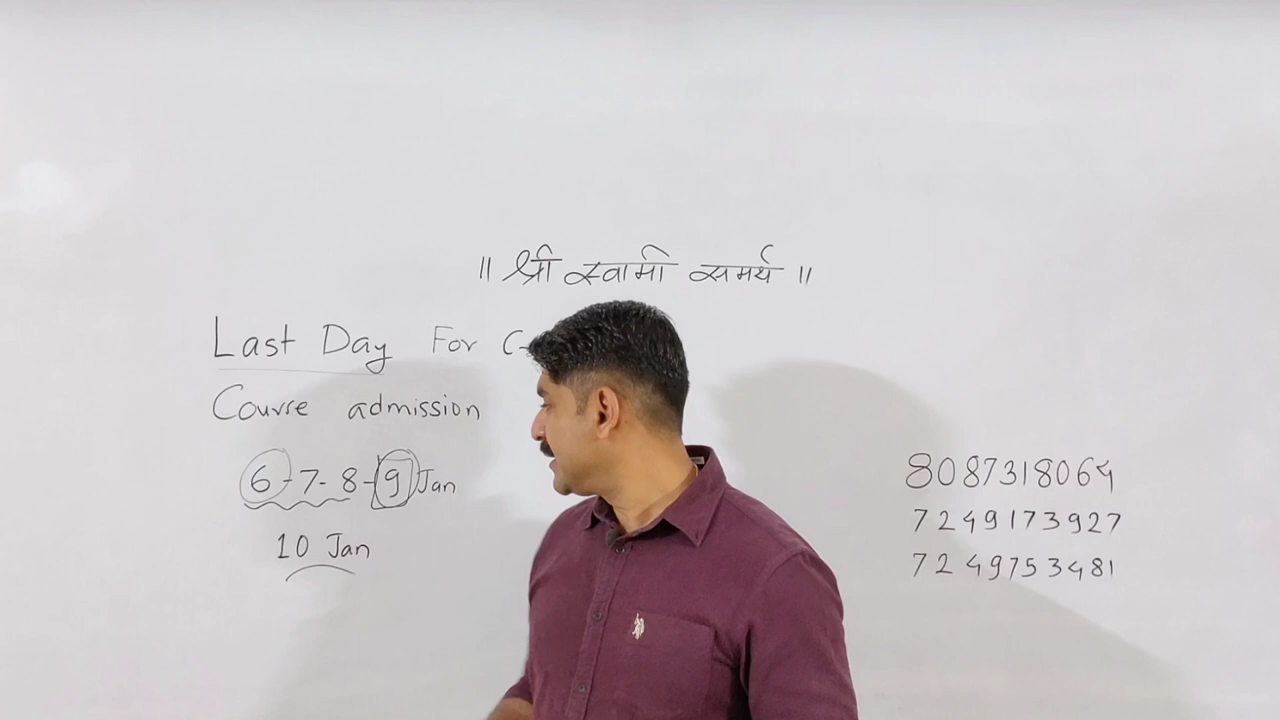 ॥ श्री स्वामी समर्थ ॥
Last Day For C
Course admission
6-7-8-9 Jan
10 Jan
8087318064
7249173927
7249753481